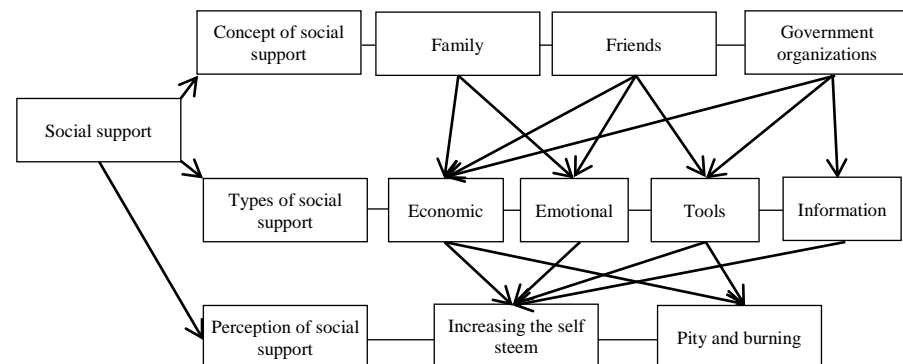 Concept of social
support
Family
Friends
Government
organizations
Social support
Types of social
support
Economic
Emotional
Tools
Information
Perception of social
support
Increasing the self
steem
Pity and burning